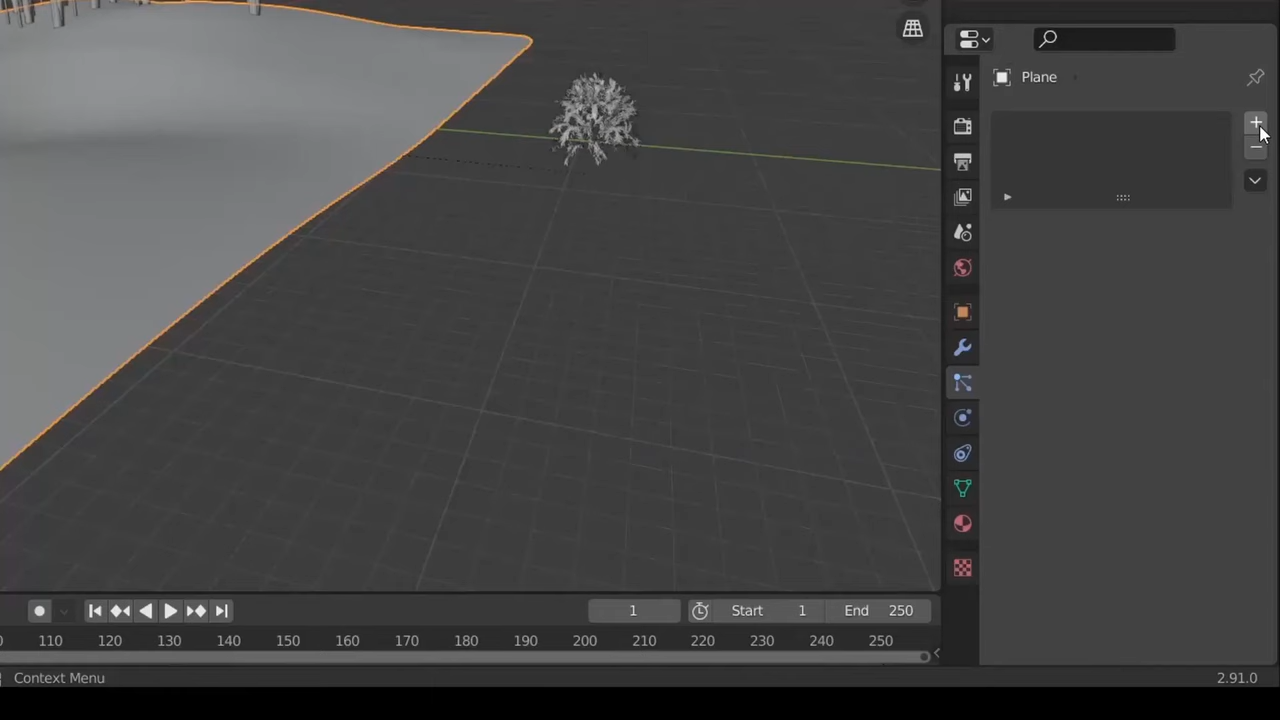 Plane
1
Start 1
End 250
110 120 130 140 150 160 170 180 190 200 210 220 230 240 250
Context Menu
2.91.0